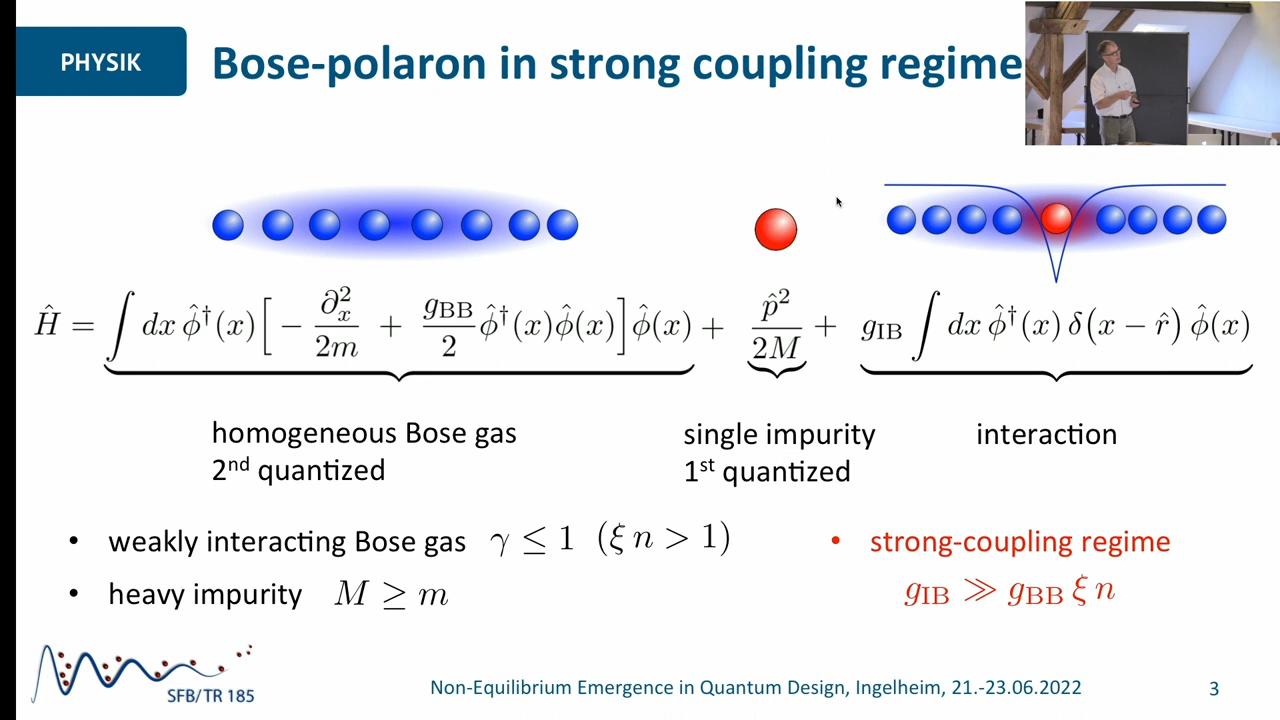 PHYSIK
Bose-polaron in strong coupling regime
Ĥ = ∫ dx ϕ̂†(x)[ − ∂ₓ²/2m + g_BB/2 ϕ̂†(x)ϕ̂(x)]ϕ̂(x) + p̂²/2M + g_IB ∫ dx ϕ̂†(x) δ(x − r̂) ϕ̂(x)
homogeneous Bose gas
2nd quantized
single impurity
1st quantized
interaction
• weakly interacting Bose gas γ ≤ 1 (ξ n > 1)
• heavy impurity M ≥ m
• strong-coupling regime
g_IB ≫ g_BB ξ n
SFB/TR 185
Non-Equilibrium Emergence in Quantum Design, Ingelheim, 21.-23.06.2022
3